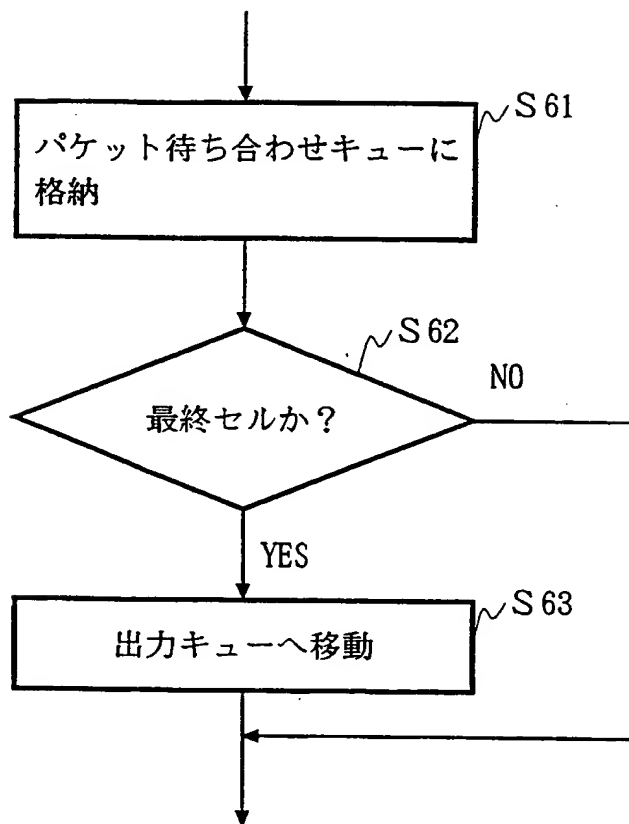 S61
パケット待ち合わせキューに
格納
S62
NO
最終セルか？
YES
S63
出力キューへ移動